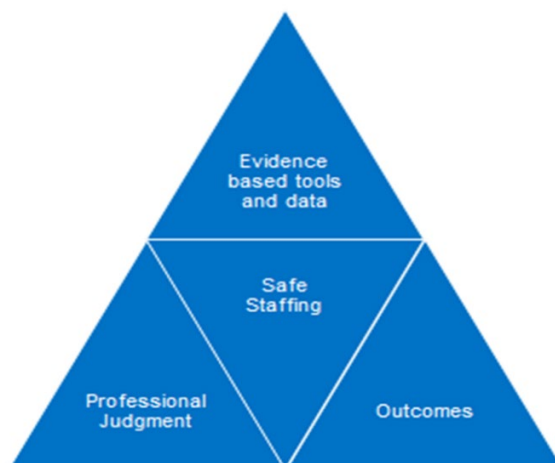 Evidence
based tools
and data
Safe
Staffing
Professional
Judgment
Outcomes